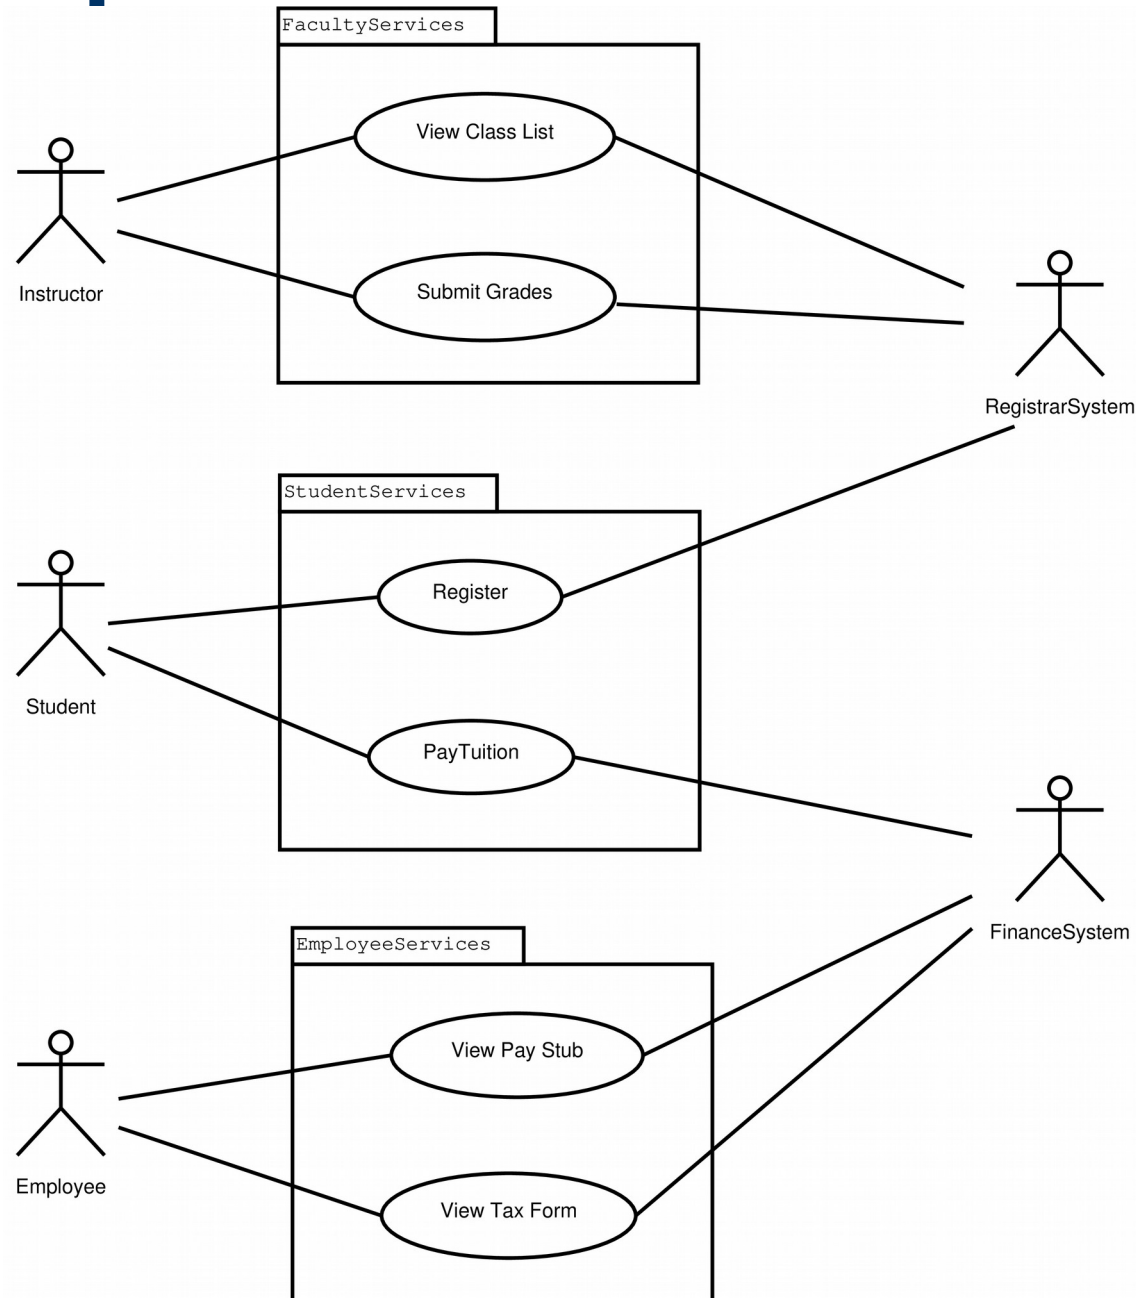 FacultyServices
View Class List
Instructor
Submit Grades
RegistrarSystem
StudentServices
Register
Student
PayTuition
FinanceSystem
EmployeeServices
View Pay Stub
Employee
View Tax Form